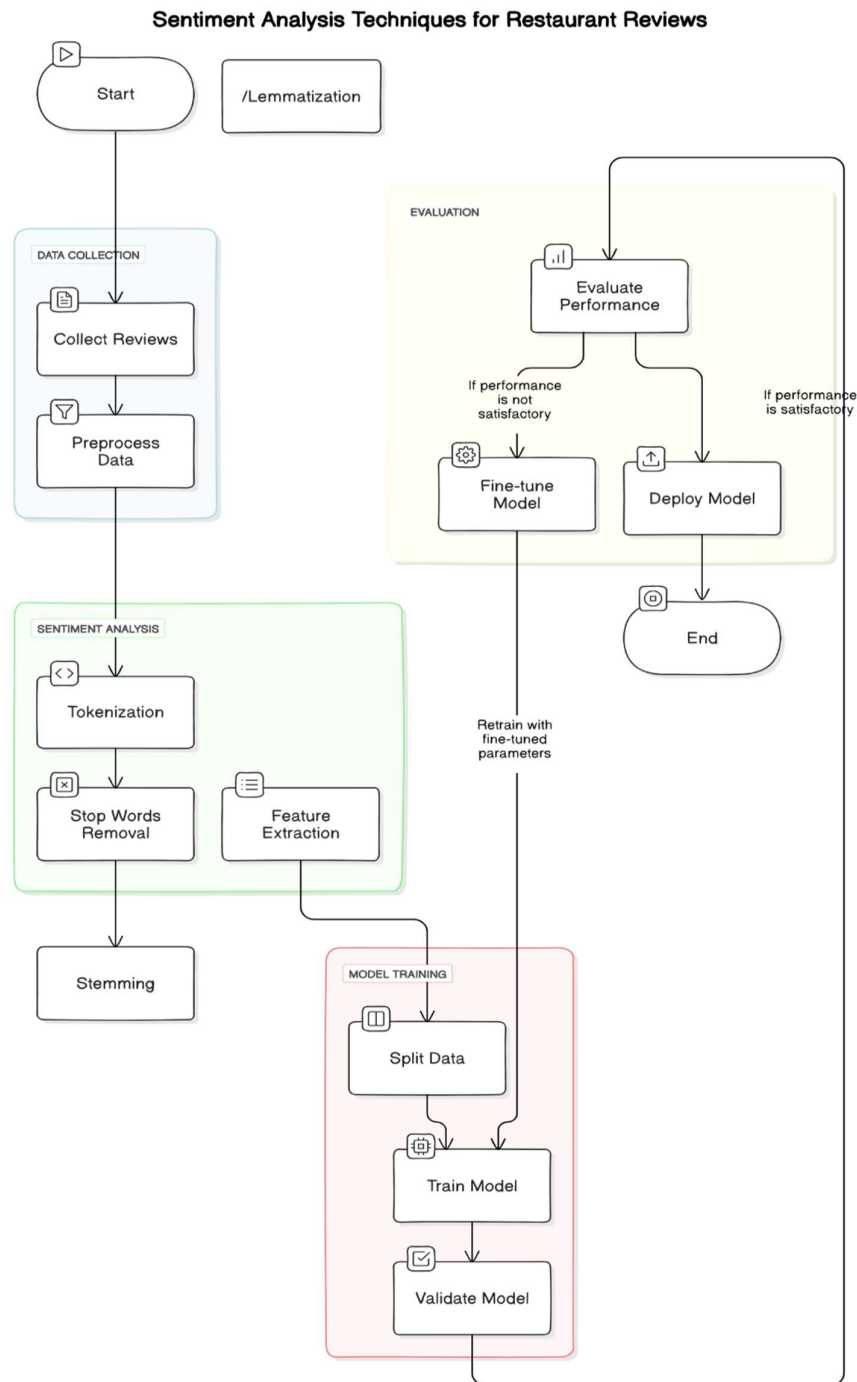 Sentiment Analysis Techniques for Restaurant Reviews
Start
/Lemmatization
DATA COLLECTION
Collect Reviews
Preprocess
Data
SENTIMENT ANALYSIS
Tokenization
Stop Words
Removal
Feature
Extraction
Stemming
MODEL TRAINING
Split Data
Train Model
Validate Model
EVALUATION
Evaluate
Performance
If performance
is not
satisfactory
If performance
is satisfactory
Fine-tune
Model
Deploy Model
End
Retrain with
fine-tuned
parameters